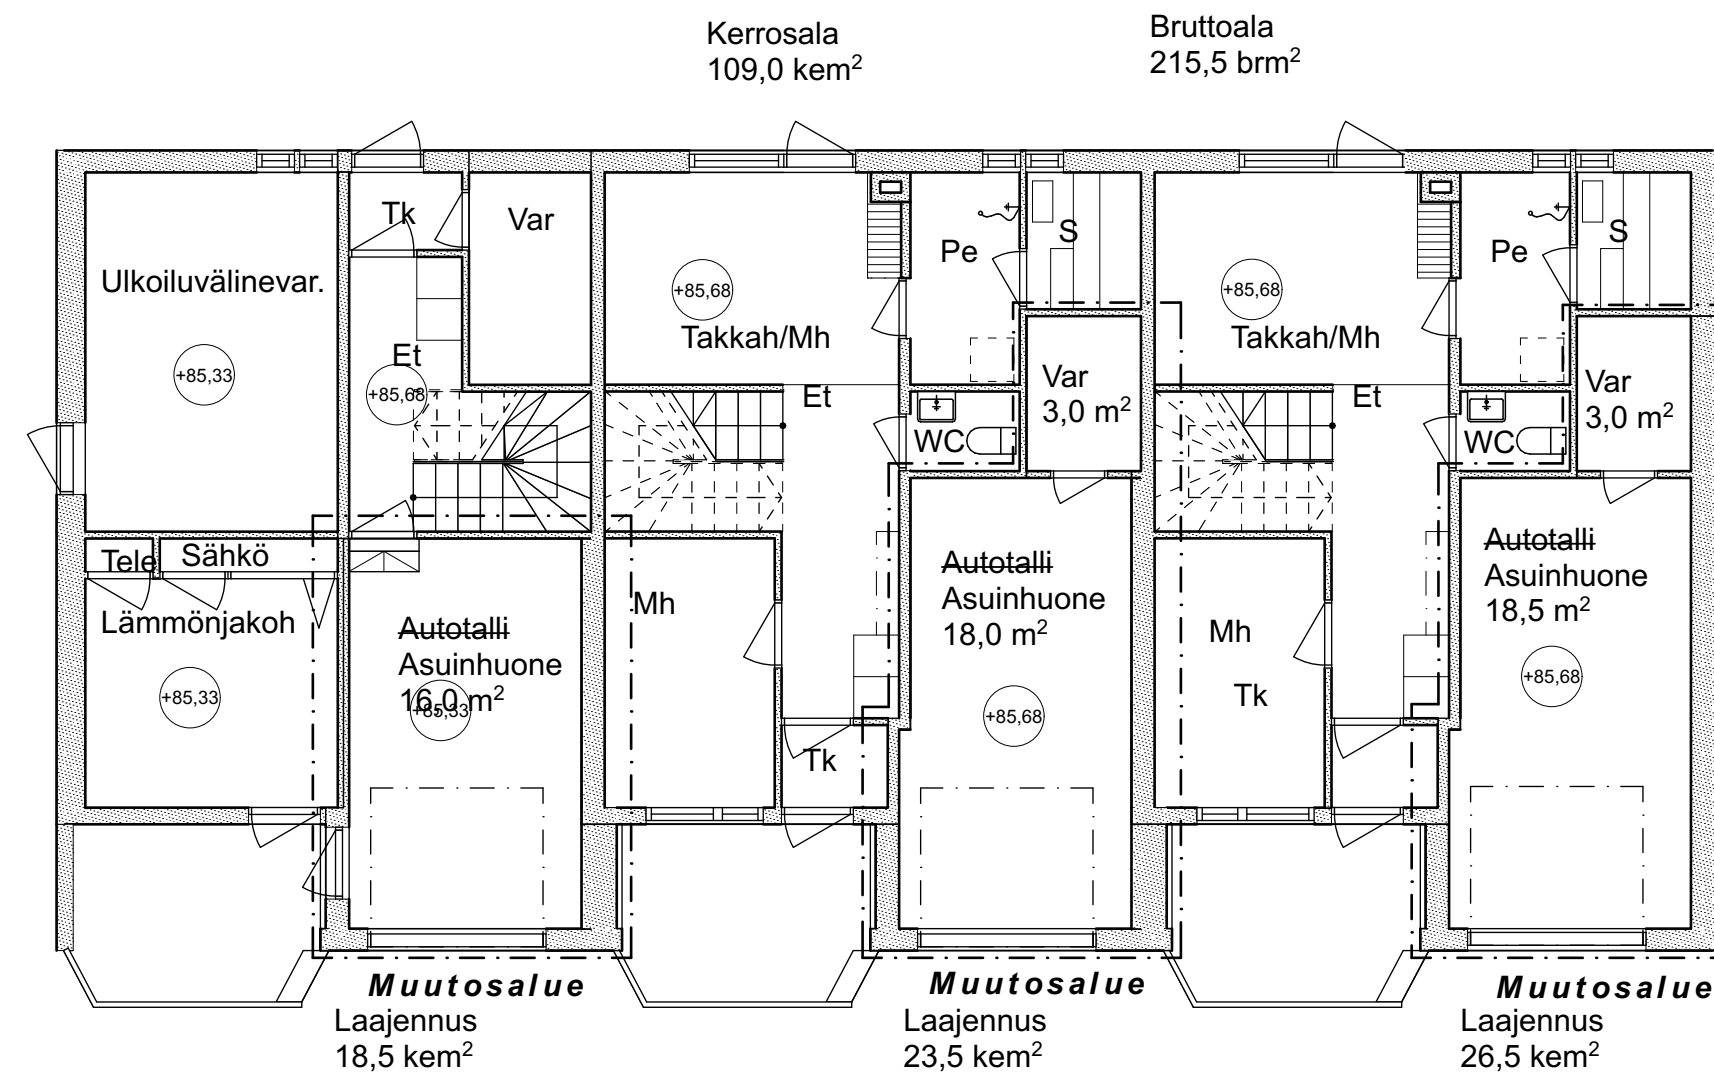 Kerrosala
109,0 kem²
Bruttoala
215,5 brm²
Tk
Var
Ulkoiluvälinevar.
+85,33
Et
+85,68
Tele
Sähkö
Lämmönjakoh
+85,33
Autotalli
Asuinhuone
16,0 m²
+85,33
+85,68
Takkah/Mh
Pe
S
Et
WC
Var
3,0 m²
Mh
Tk
Autotalli
Asuinhuone
18,0 m²
+85,68
+85,68
Takkah/Mh
Pe
S
Et
WC
Var
3,0 m²
Mh
Tk
Autotalli
Asuinhuone
18,5 m²
+85,68
Muutosalue
Laajennus
18,5 kem²
Muutosalue
Laajennus
23,5 kem²
Muutosalue
Laajennus
26,5 kem²